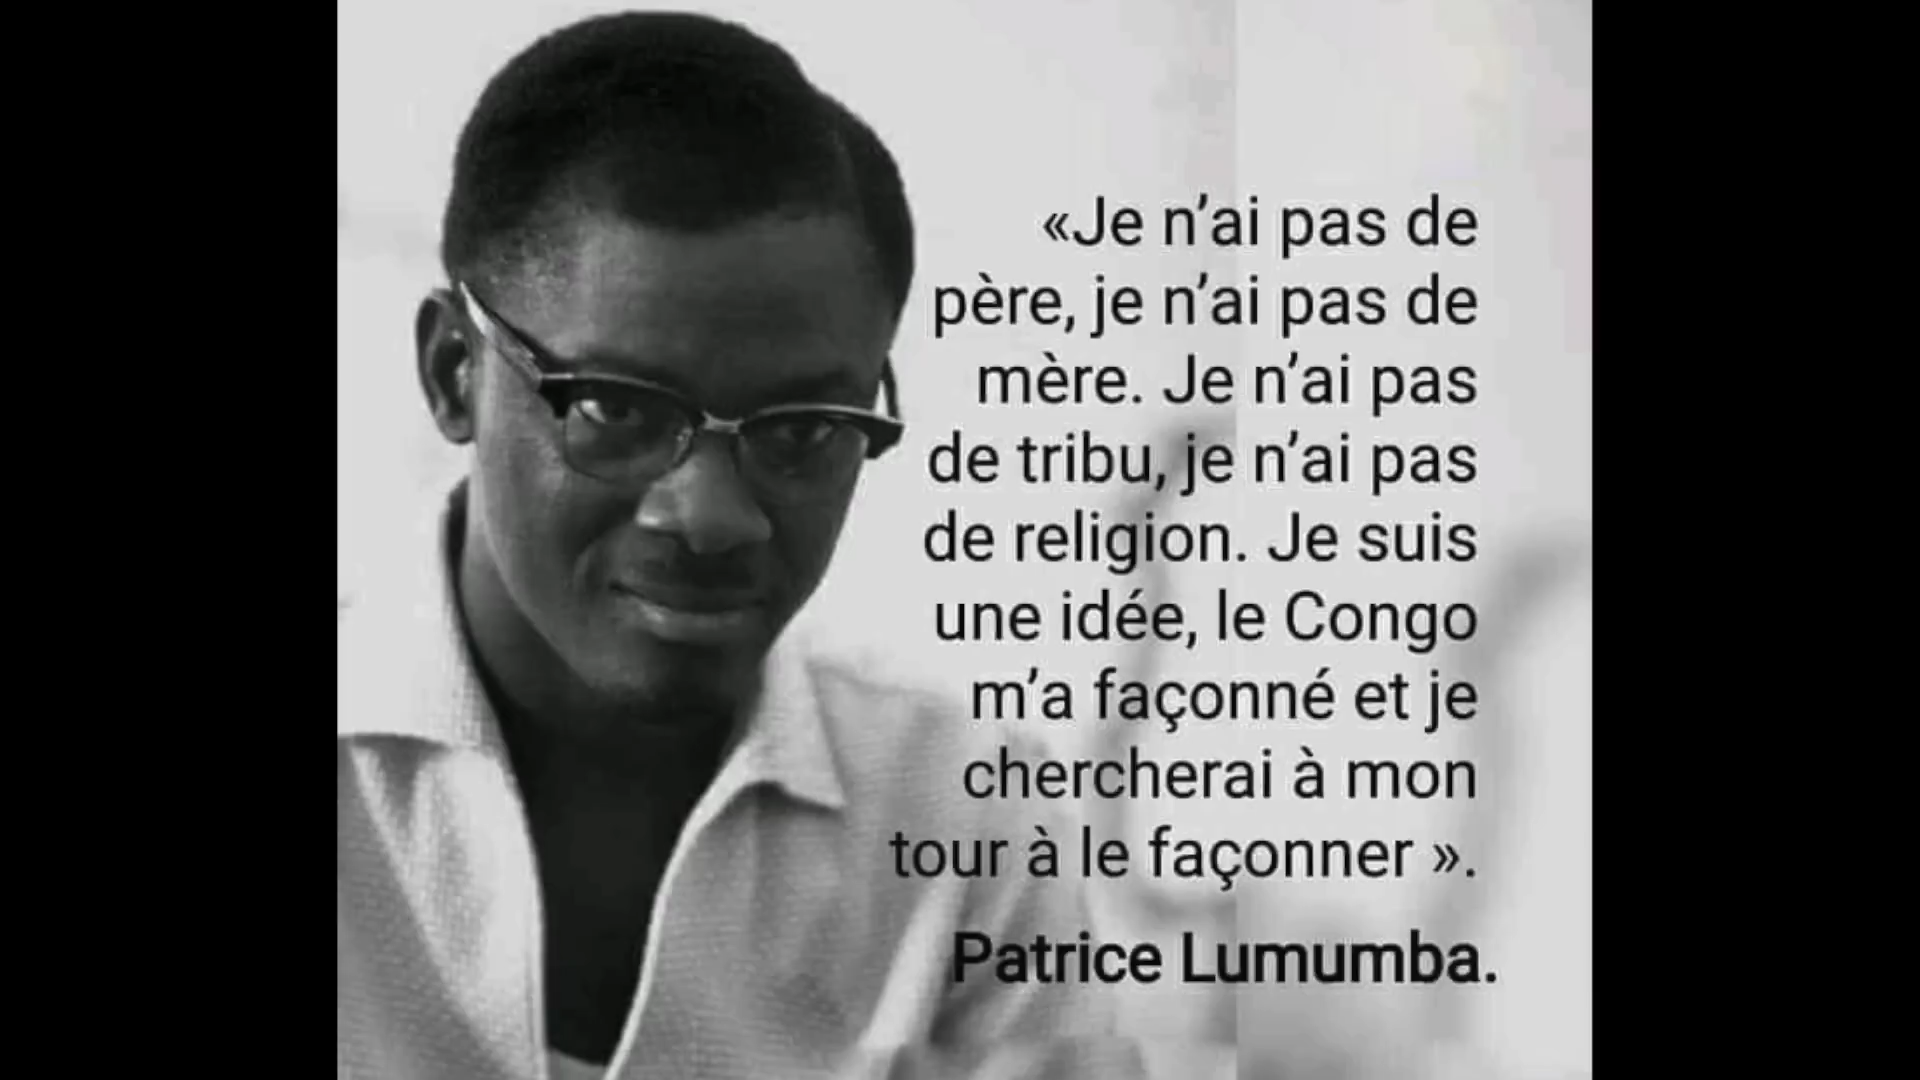 «Je n’ai pas de
père, je n’ai pas de
mère. Je n’ai pas
de tribu, je n’ai pas
de religion. Je suis
une idée, le Congo
m’a façonné et je
chercherai à mon
tour à le façonner ».
Patrice Lumumba.